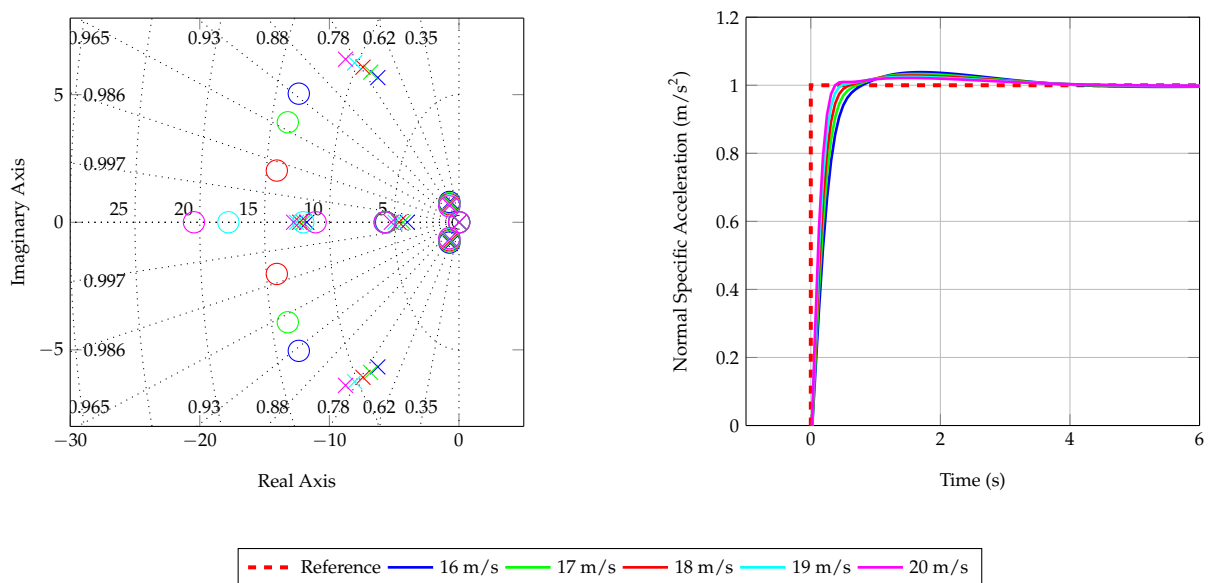 0.965 0.93 0.88 0.78 0.62 0.35
5
0.986
0.997
25 20 15 10 5
0
0.997
−5
0.986
0.965 0.93 0.88 0.78 0.62 0.35
−30 −20 −10 0
Real Axis
Imaginary Axis
1.2
1
0.8
0.6
0.4
0.2
0
0 2 4 6
Time (s)
Normal Specific Acceleration (m/s²)
Reference 16 m/s 17 m/s 18 m/s 19 m/s 20 m/s